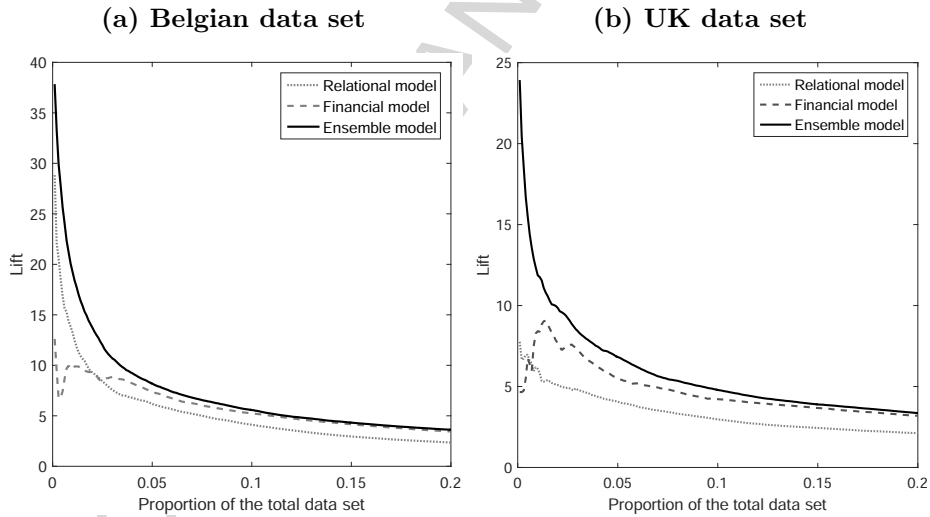 (a) Belgian data set
(b) UK data set
40
35
30
25
20
15
10
5
0
Lift
0
0.05
0.1
0.15
0.2
Proportion of the total data set
Relational model
Financial model
Ensemble model
25
20
15
10
5
0
Lift
0
0.05
0.1
0.15
0.2
Proportion of the total data set
Relational model
Financial model
Ensemble model